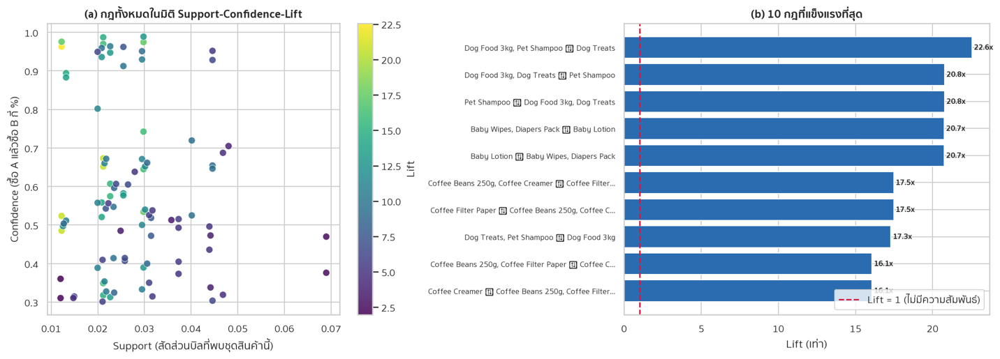 (a) กฎทั้งหมดในมิติ Support-Confidence-Lift
1.0
0.9
0.8
0.7
0.6
0.5
0.4
0.3
Confidence (ซื้อ A แล้วซื้อ B กี่ %)
0.01
0.02
0.03
0.04
0.05
0.06
0.07
Support (สัดส่วนบิลที่พบชุดสินค้านี้)
22.5
20.0
17.5
15.0
12.5
10.0
7.5
5.0
2.5
Lift
(b) 10 กฎที่แข็งแรงที่สุด
Dog Food 3kg, Pet Shampoo ⇅ Dog Treats
22.6x
Dog Food 3kg, Dog Treats ⇅ Pet Shampoo
20.8x
Pet Shampoo ⇅ Dog Food 3kg, Dog Treats
20.8x
Baby Wipes, Diapers Pack ⇅ Baby Lotion
20.7x
Baby Lotion ⇅ Baby Wipes, Diapers Pack
20.7x
Coffee Beans 250g, Coffee Creamer ⇅ Coffee Filter...
17.5x
Coffee Filter Paper ⇅ Coffee Beans 250g, Coffee C...
17.5x
Dog Treats, Pet Shampoo ⇅ Dog Food 3kg
17.3x
Coffee Beans 250g, Coffee Filter Paper ⇅ Coffee C...
16.1x
Coffee Creamer ⇅ Coffee Beans 250g, Coffee Filter...
16.1x
Lift = 1 (ไม่มีความสัมพันธ์)
0
5
10
15
20
Lift (เท่า)